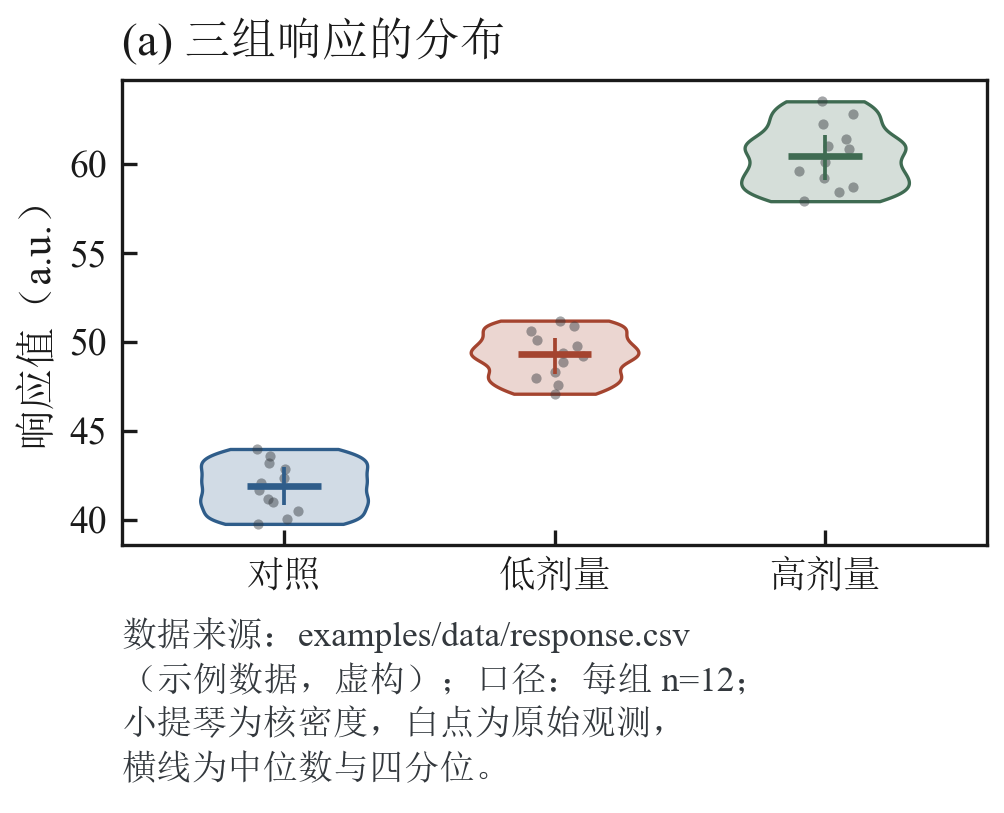 (a) 三组响应的分布
响应值（a.u.）
60
55
50
45
40
对照
低剂量
高剂量
数据来源：examples/data/response.csv
（示例数据，虚构）；口径：每组 n=12；
小提琴为核密度，白点为原始观测，
横线为中位数与四分位。